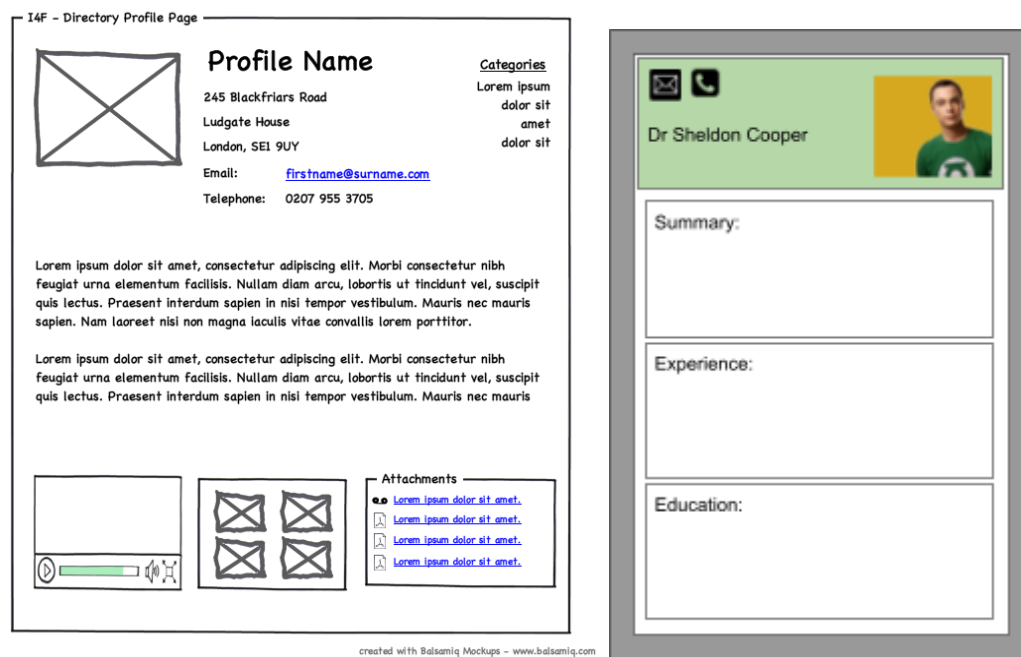 I4F - Directory Profile Page
Profile Name
245 Blackfriars Road
Ludgate House
London, SE1 9UY
Email: firstname@surname.com
Telephone: 0207 955 3705
Categories
Lorem ipsum
dolor sit
amet
dolor sit
Lorem ipsum dolor sit amet, consectetur adipiscing elit. Morbi consectetur nibh
feugiat urna elementum facilisis. Nullam diam arcu, lobortis ut tincidunt vel, suscipit
quis lectus. Praesent interdum sapien in nisi tempor vestibulum. Mauris nec mauris
sapien. Nam laoreet nisi non magna iaculis vitae convallis lorem porttitor.
Lorem ipsum dolor sit amet, consectetur adipiscing elit. Morbi consectetur nibh
feugiat urna elementum facilisis. Nullam diam arcu, lobortis ut tincidunt vel, suscipit
quis lectus. Praesent interdum sapien in nisi tempor vestibulum. Mauris nec mauris
Attachments
Lorem ipsum dolor sit amet.
Lorem ipsum dolor sit amet.
Lorem ipsum dolor sit amet.
Lorem ipsum dolor sit amet.
created with Balsamiq Mockups - www.balsamiq.com
Dr Sheldon Cooper
Summary:
Experience:
Education: